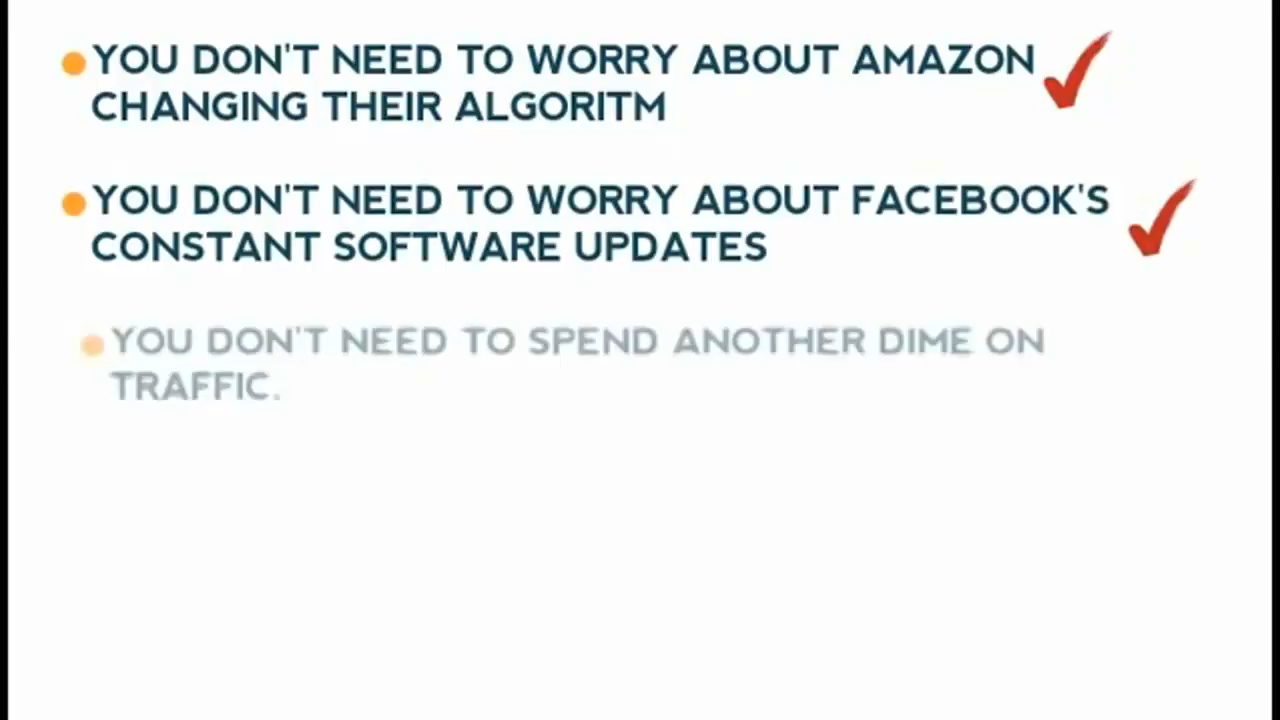 YOU DON'T NEED TO WORRY ABOUT AMAZON
CHANGING THEIR ALGORITM
YOU DON'T NEED TO WORRY ABOUT FACEBOOK'S
CONSTANT SOFTWARE UPDATES
YOU DON'T NEED TO SPEND ANOTHER DIME ON
TRAFFIC.